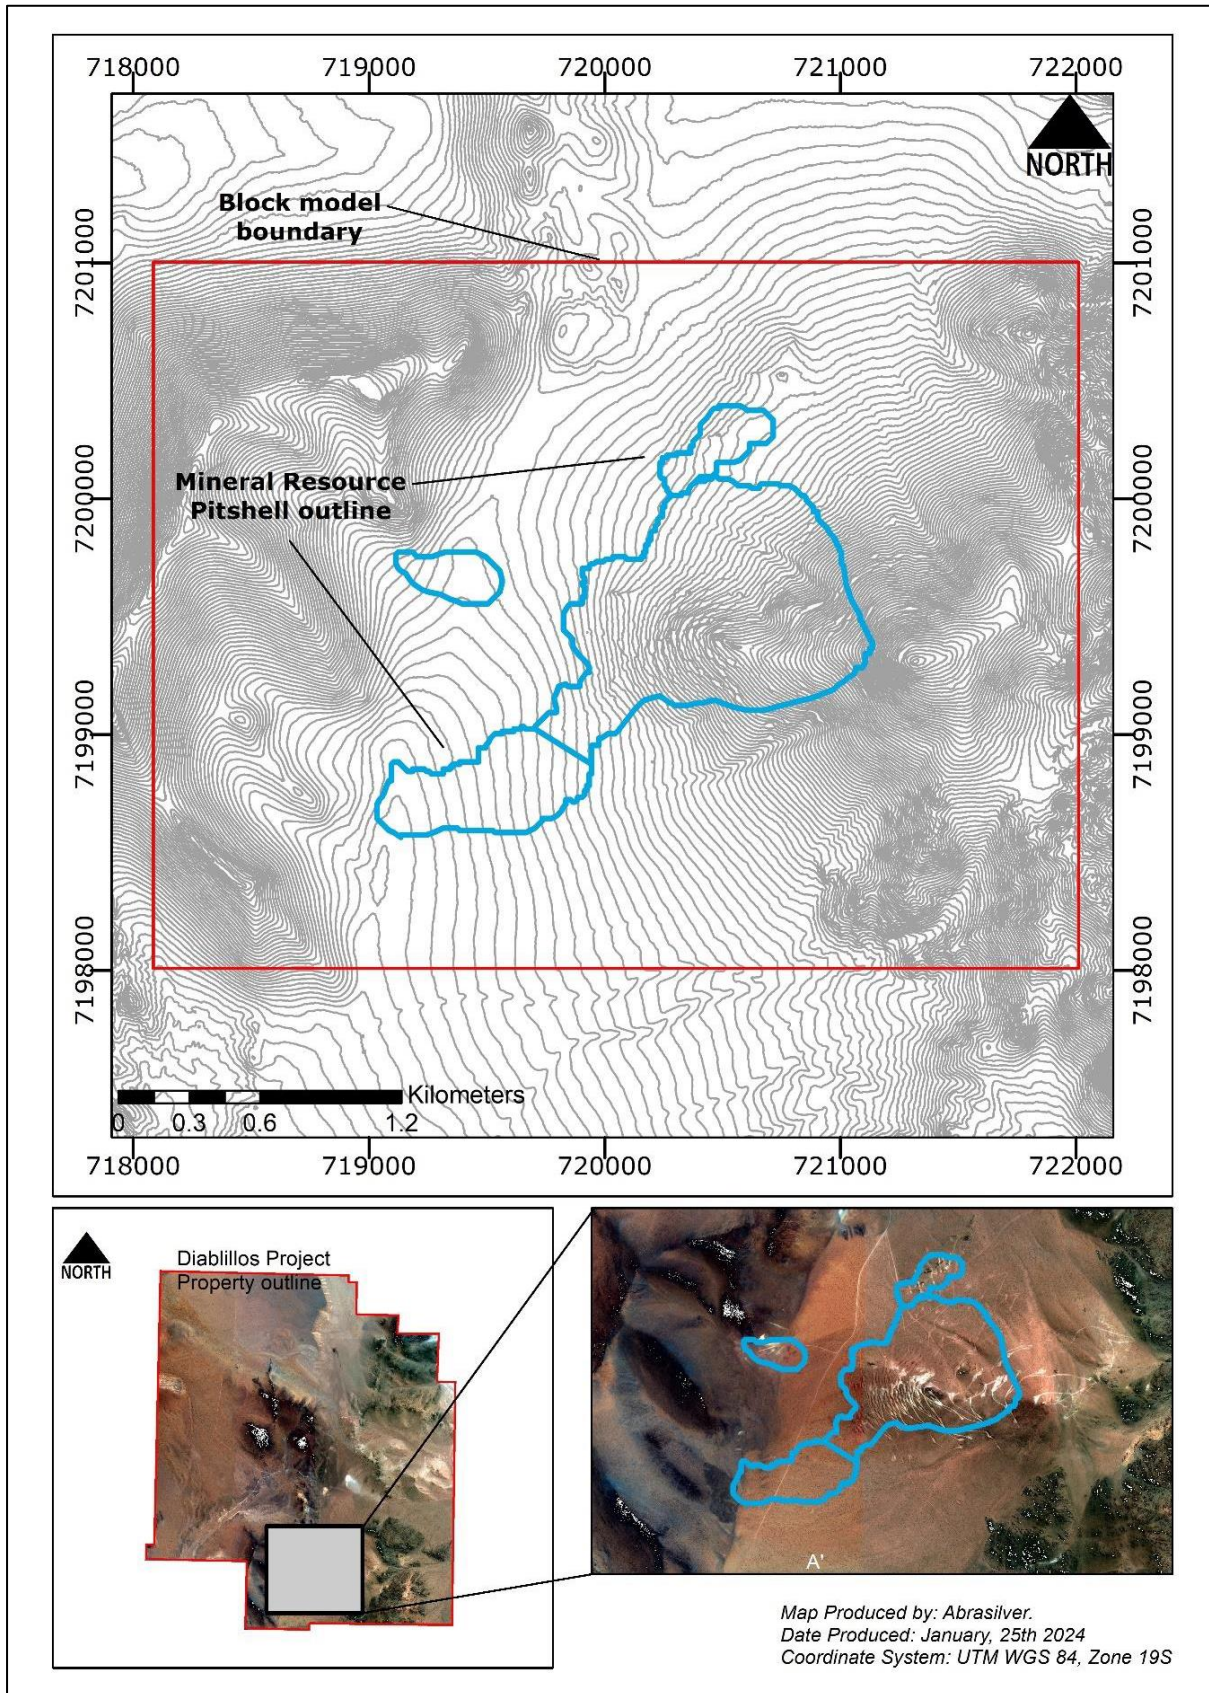 718000 719000 720000 721000 722000
NORTH
Block model
boundary
7201000 7201000
Mineral Resource
Pitshell outline
7200000 7200000
7199000 7199000
7198000 7198000
Kilometers
0 0.3 0.6 1.2
718000 719000 720000 721000 722000
NORTH
Diablillos Project
Property outline
A'
Map Produced by: Abrasilver.
Date Produced: January, 25th 2024
Coordinate System: UTM WGS 84, Zone 19S